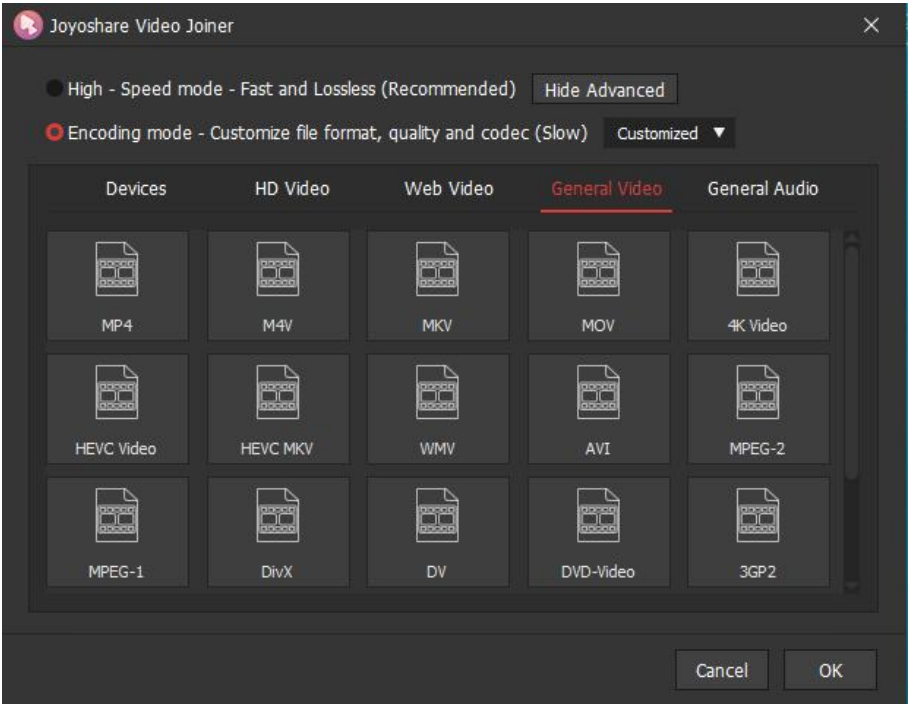 Joyoshare Video Joiner
High - Speed mode - Fast and Lossless (Recommended) Hide Advanced
Encoding mode - Customize file format, quality and codec (Slow) Customized
Devices HD Video Web Video General Video General Audio
MP4 M4V MKV MOV 4K Video
HEVC Video HEVC MKV WMV AVI MPEG-2
MPEG-1 DivX DV DVD-Video 3GP2
Cancel OK